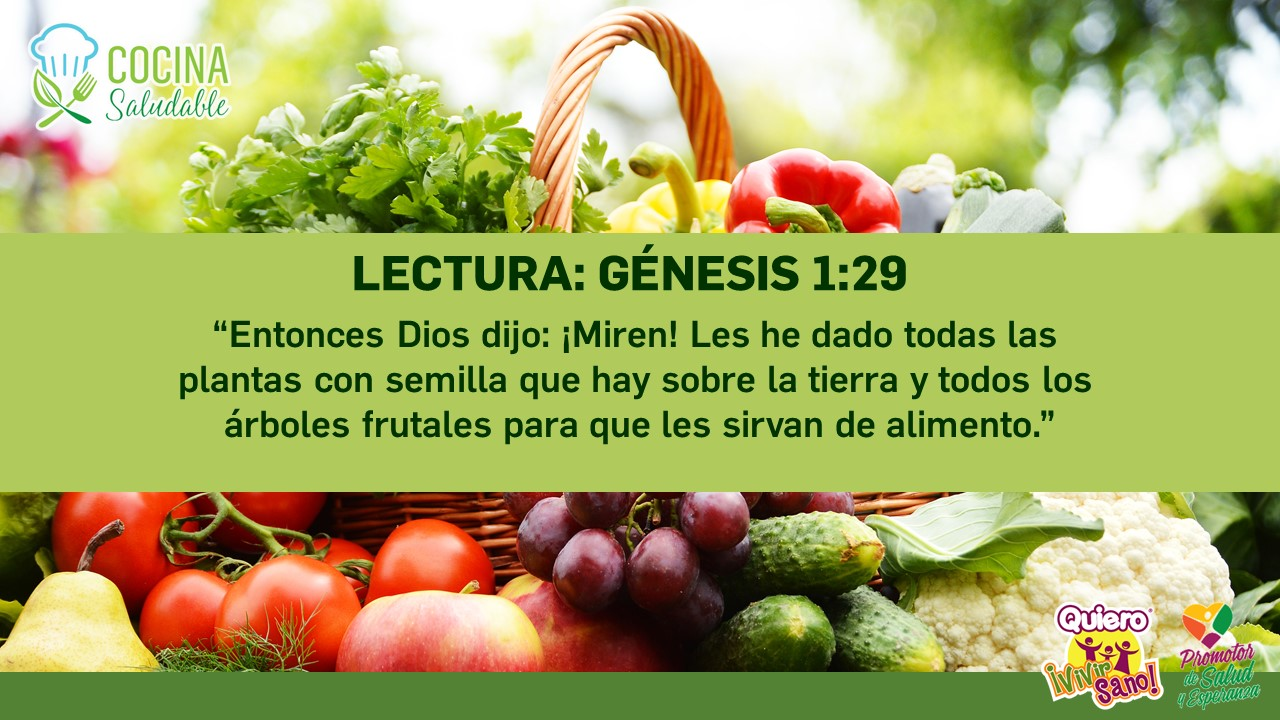 COCINA
Saludable
LECTURA: GÉNESIS 1:29
“Entonces Dios dijo: ¡Miren! Les he dado todas las
plantas con semilla que hay sobre la tierra y todos los
árboles frutales para que les sirvan de alimento.”
Quiero
¡Vivir
Sano!
Promotor
de Salud
y Esperanza